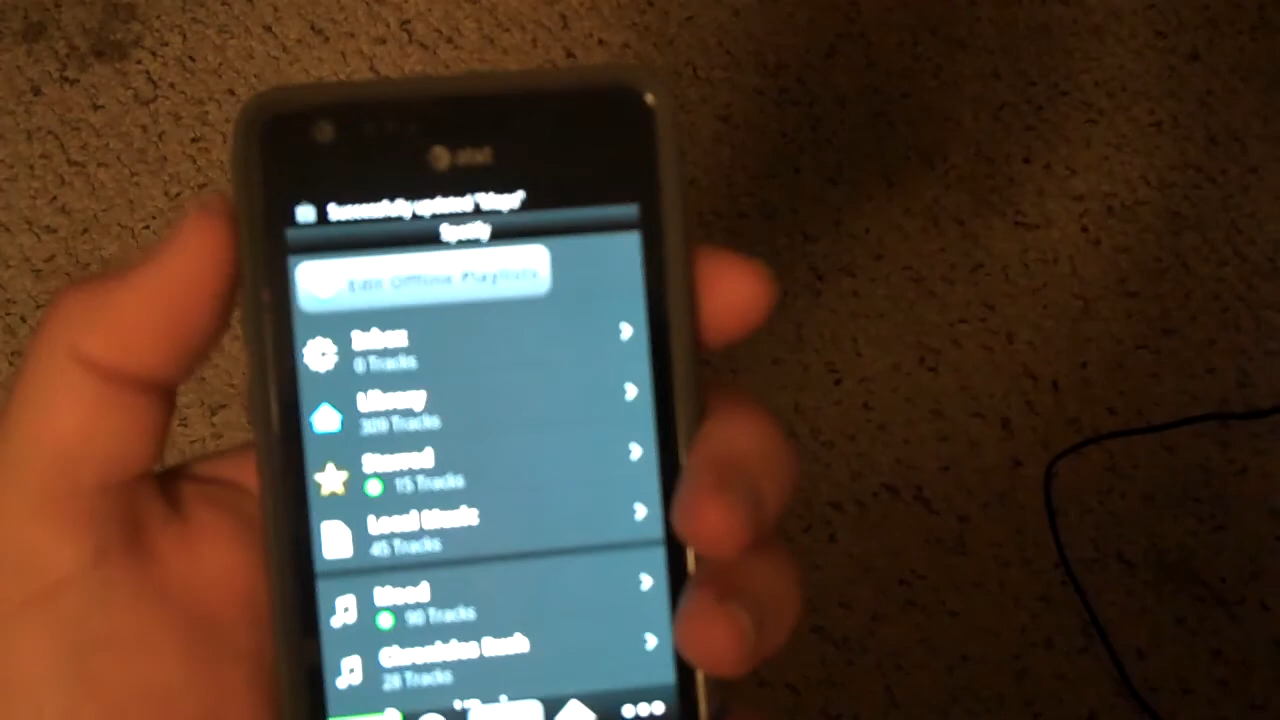 at&t
Successfully updated "Maps"
Spotify
Edit Offline Playlists
Inbox
0 Tracks
Library
309 Tracks
Starred
15 Tracks
Local Music
45 Tracks
Mood
90 Tracks
28 Tracks